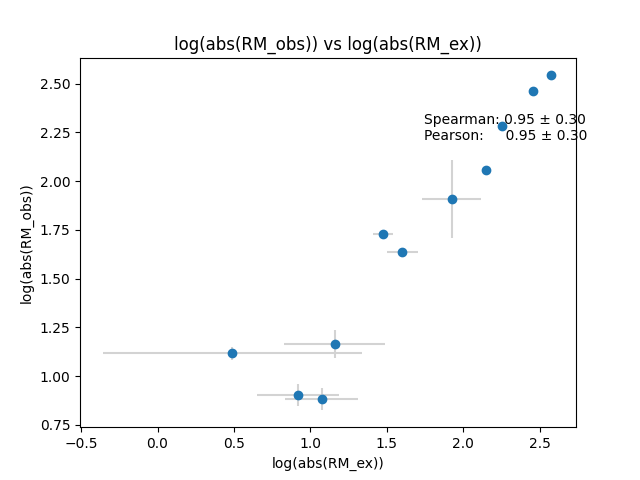 log(abs(RM_obs)) vs log(abs(RM_ex))
Spearman: 0.95 ± 0.30
Pearson: 0.95 ± 0.30
2.50
2.25
2.00
1.75
1.50
1.25
1.00
0.75
log(abs(RM_obs))
−0.5 0.0 0.5 1.0 1.5 2.0 2.5
log(abs(RM_ex))